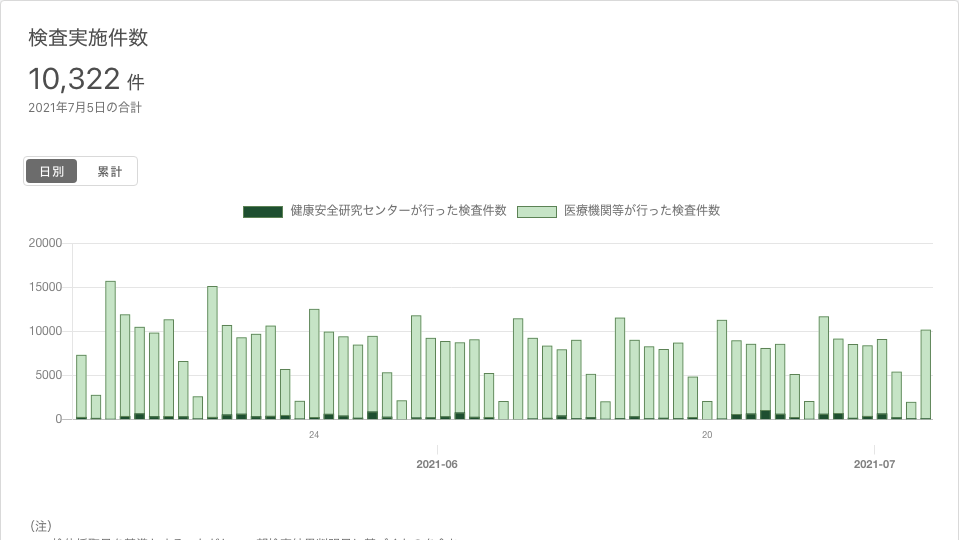 検査実施件数
10,322 件
2021年7月5日の合計
日別 累計
健康安全研究センターが行った検査件数 医療機関等が行った検査件数
20000
15000
10000
5000
0
24 20
2021-06 2021-07
（注）